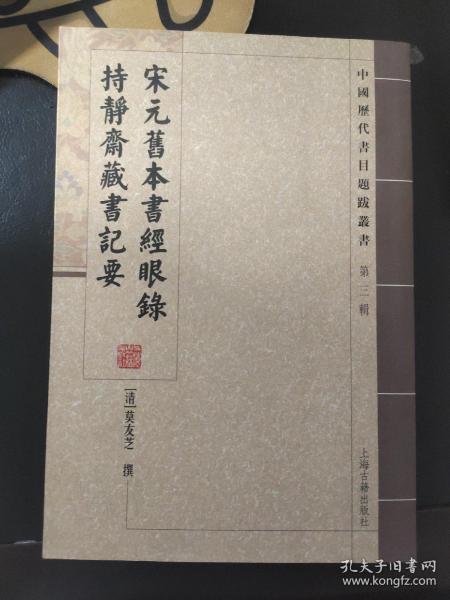 中國歷代書目題跋叢書 第三輯
宋元舊本書經眼錄
持靜齋藏書記要
[清]莫友芝 撰
上海古籍出版社
孔夫子旧书网
www.kongfz.com